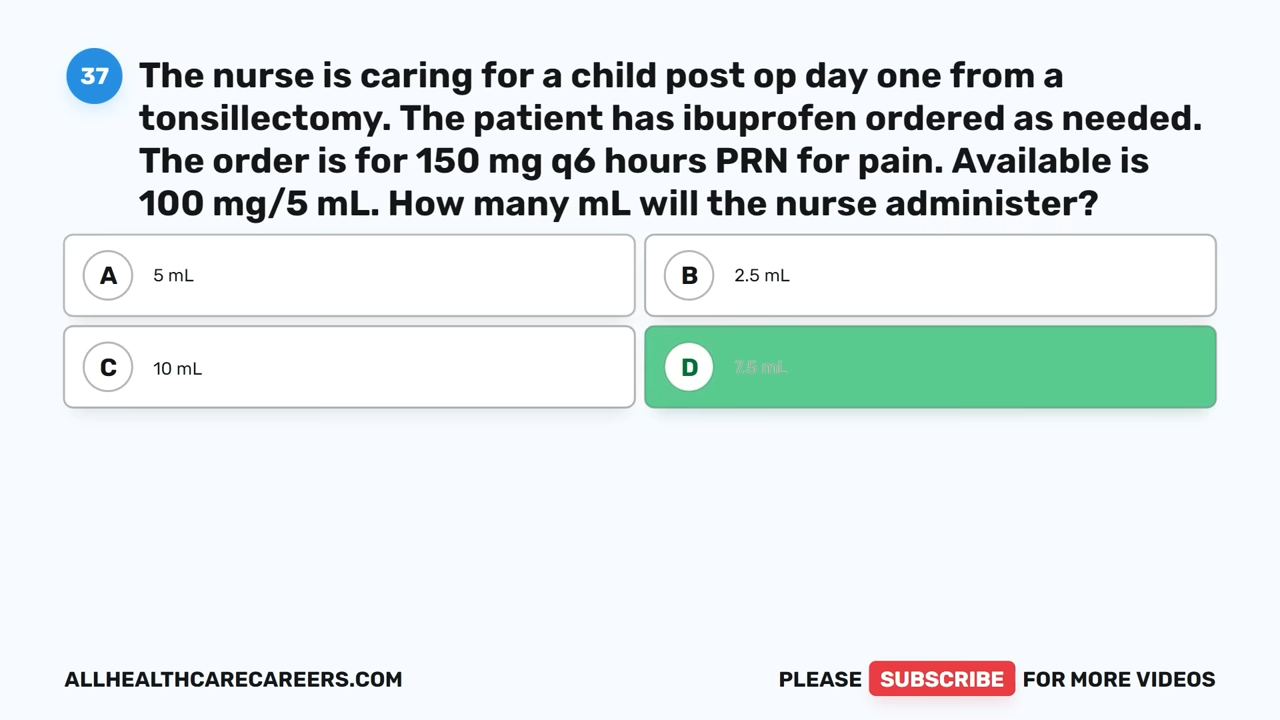 37
The nurse is caring for a child post op day one from a
tonsillectomy. The patient has ibuprofen ordered as needed.
The order is for 150 mg q6 hours PRN for pain. Available is
100 mg/5 mL. How many mL will the nurse administer?
A 5 mL
B 2.5 mL
C 10 mL
D 7.5 mL
ALLHEALTHCARECAREERS.COM
PLEASE SUBSCRIBE FOR MORE VIDEOS